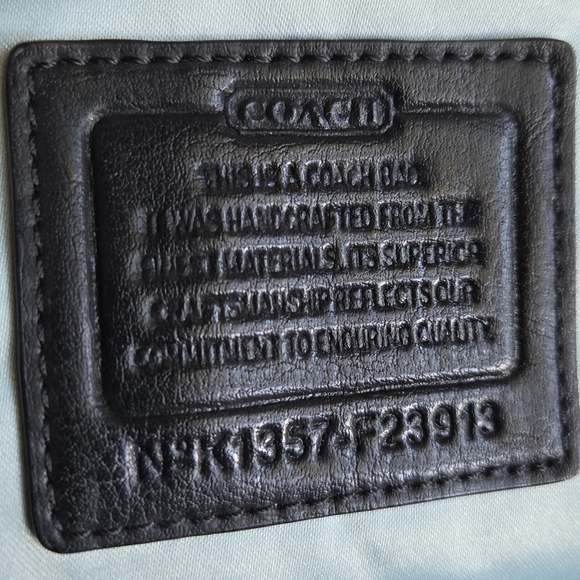 COACH
THIS IS A COACH BAG.
IT WAS HANDCRAFTED FROM THE
FINEST MATERIALS. ITS SUPERIOR
CRAFTSMANSHIP REFLECTS OUR
COMMITMENT TO ENDURING QUALITY.
Nº K1357-F23913